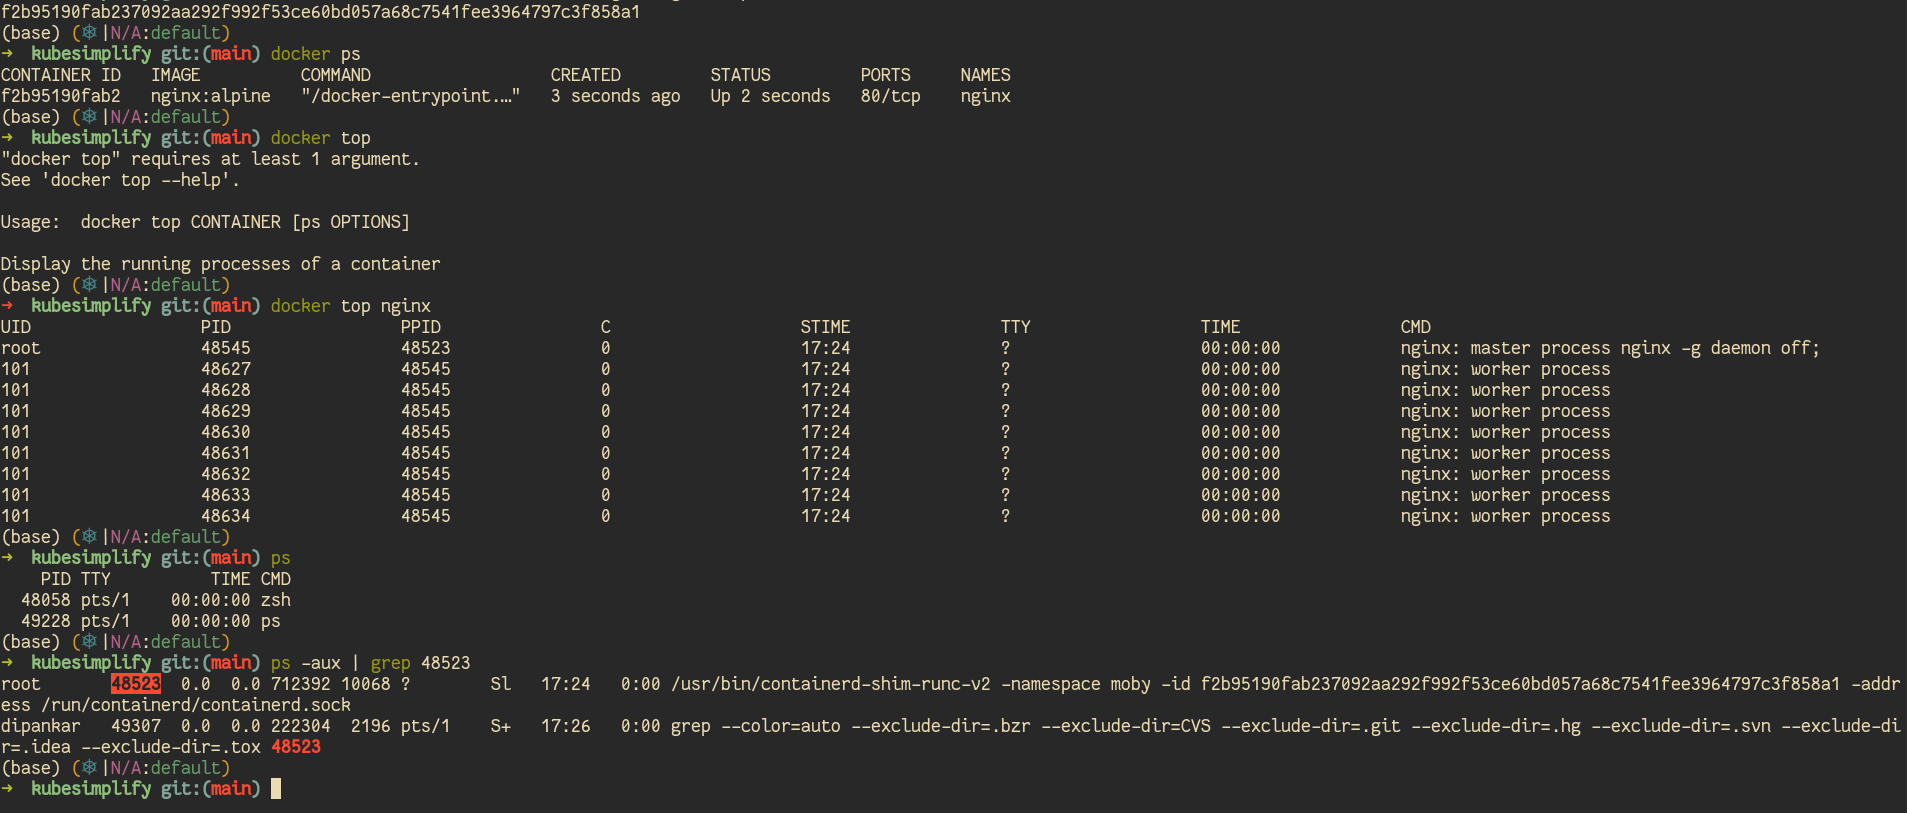 f2b95190fab237092aa292f992f53ce60bd057a68c7541fee3964797c3f858a1
(base) (⎈|N/A:default)
➜  kubesimplify git:(main) docker ps
CONTAINER ID   IMAGE          COMMAND                  CREATED         STATUS         PORTS     NAMES
f2b95190fab2   nginx:alpine   "/docker-entrypoint.…"   3 seconds ago   Up 2 seconds   80/tcp    nginx
(base) (⎈|N/A:default)
➜  kubesimplify git:(main) docker top
"docker top" requires at least 1 argument.
See 'docker top --help'.

Usage:  docker top CONTAINER [ps OPTIONS]

Display the running processes of a container
(base) (⎈|N/A:default)
➜  kubesimplify git:(main) docker top nginx
UID                 PID                 PPID                C                   STIME               TTY                 TIME                CMD
root                48545               48523               0                   17:24               ?                   00:00:00            nginx: master process nginx -g daemon off;
101                 48627               48545               0                   17:24               ?                   00:00:00            nginx: worker process
101                 48628               48545               0                   17:24               ?                   00:00:00            nginx: worker process
101                 48629               48545               0                   17:24               ?                   00:00:00            nginx: worker process
101                 48630               48545               0                   17:24               ?                   00:00:00            nginx: worker process
101                 48631               48545               0                   17:24               ?                   00:00:00            nginx: worker process
101                 48632               48545               0                   17:24               ?                   00:00:00            nginx: worker process
101                 48633               48545               0                   17:24               ?                   00:00:00            nginx: worker process
101                 48634               48545               0                   17:24               ?                   00:00:00            nginx: worker process
(base) (⎈|N/A:default)
➜  kubesimplify git:(main) ps
    PID TTY          TIME CMD
  48058 pts/1    00:00:00 zsh
  49228 pts/1    00:00:00 ps
(base) (⎈|N/A:default)
➜  kubesimplify git:(main) ps -aux | grep 48523
root       48523  0.0  0.0 712392 10068 ?        Sl   17:24   0:00 /usr/bin/containerd-shim-runc-v2 -namespace moby -id f2b95190fab237092aa292f992f53ce60bd057a68c7541fee3964797c3f858a1 -addr
ess /run/containerd/containerd.sock
dipankar   49307  0.0  0.0 222304  2196 pts/1    S+   17:26   0:00 grep --color=auto --exclude-dir=.bzr --exclude-dir=CVS --exclude-dir=.git --exclude-dir=.hg --exclude-dir=.svn --exclude-di
r=.idea --exclude-dir=.tox 48523
(base) (⎈|N/A:default)
➜  kubesimplify git:(main)